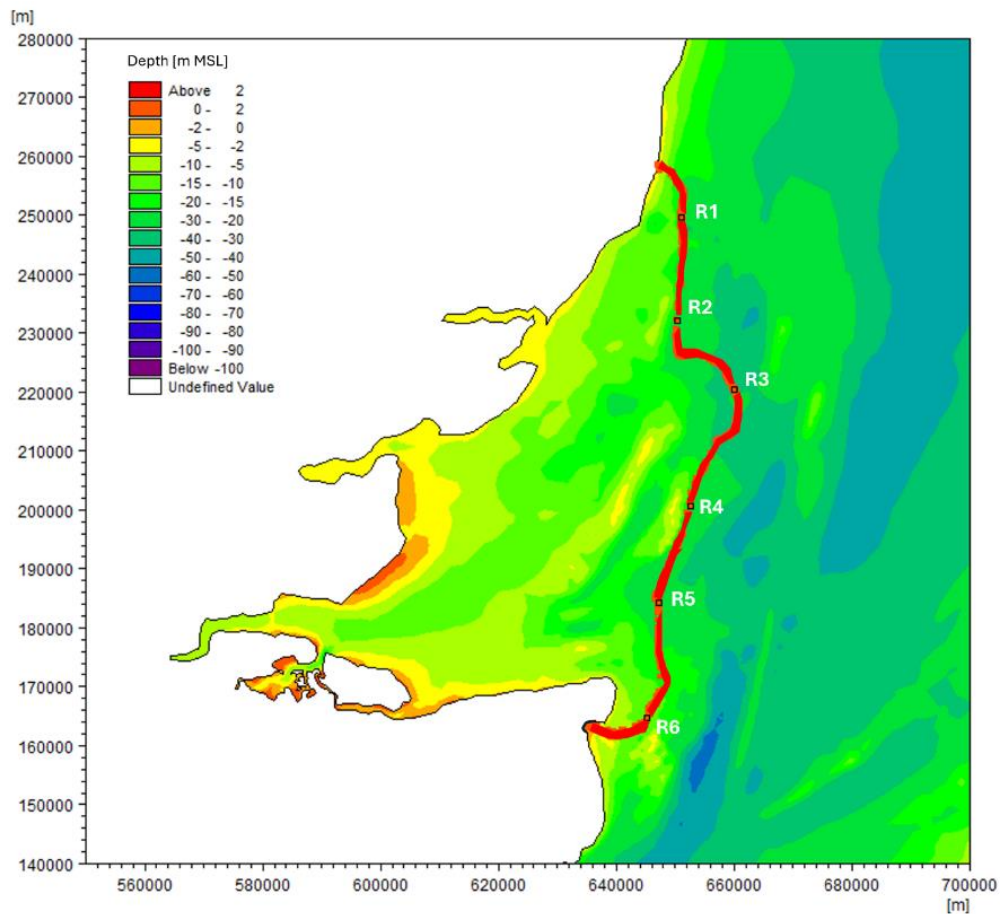 [m]
280000
270000
260000
250000
240000
230000
220000
210000
200000
190000
180000
170000
160000
150000
140000
Depth [m MSL]
Above 2
0 - 2
-2 - 0
-5 - -2
-10 - -5
-15 - -10
-20 - -15
-30 - -20
-40 - -30
-50 - -40
-60 - -50
-70 - -60
-80 - -70
-90 - -80
-100 - -90
Below -100
Undefined Value
R1
R2
R3
R4
R5
R6
560000 580000 600000 620000 640000 660000 680000 700000
[m]